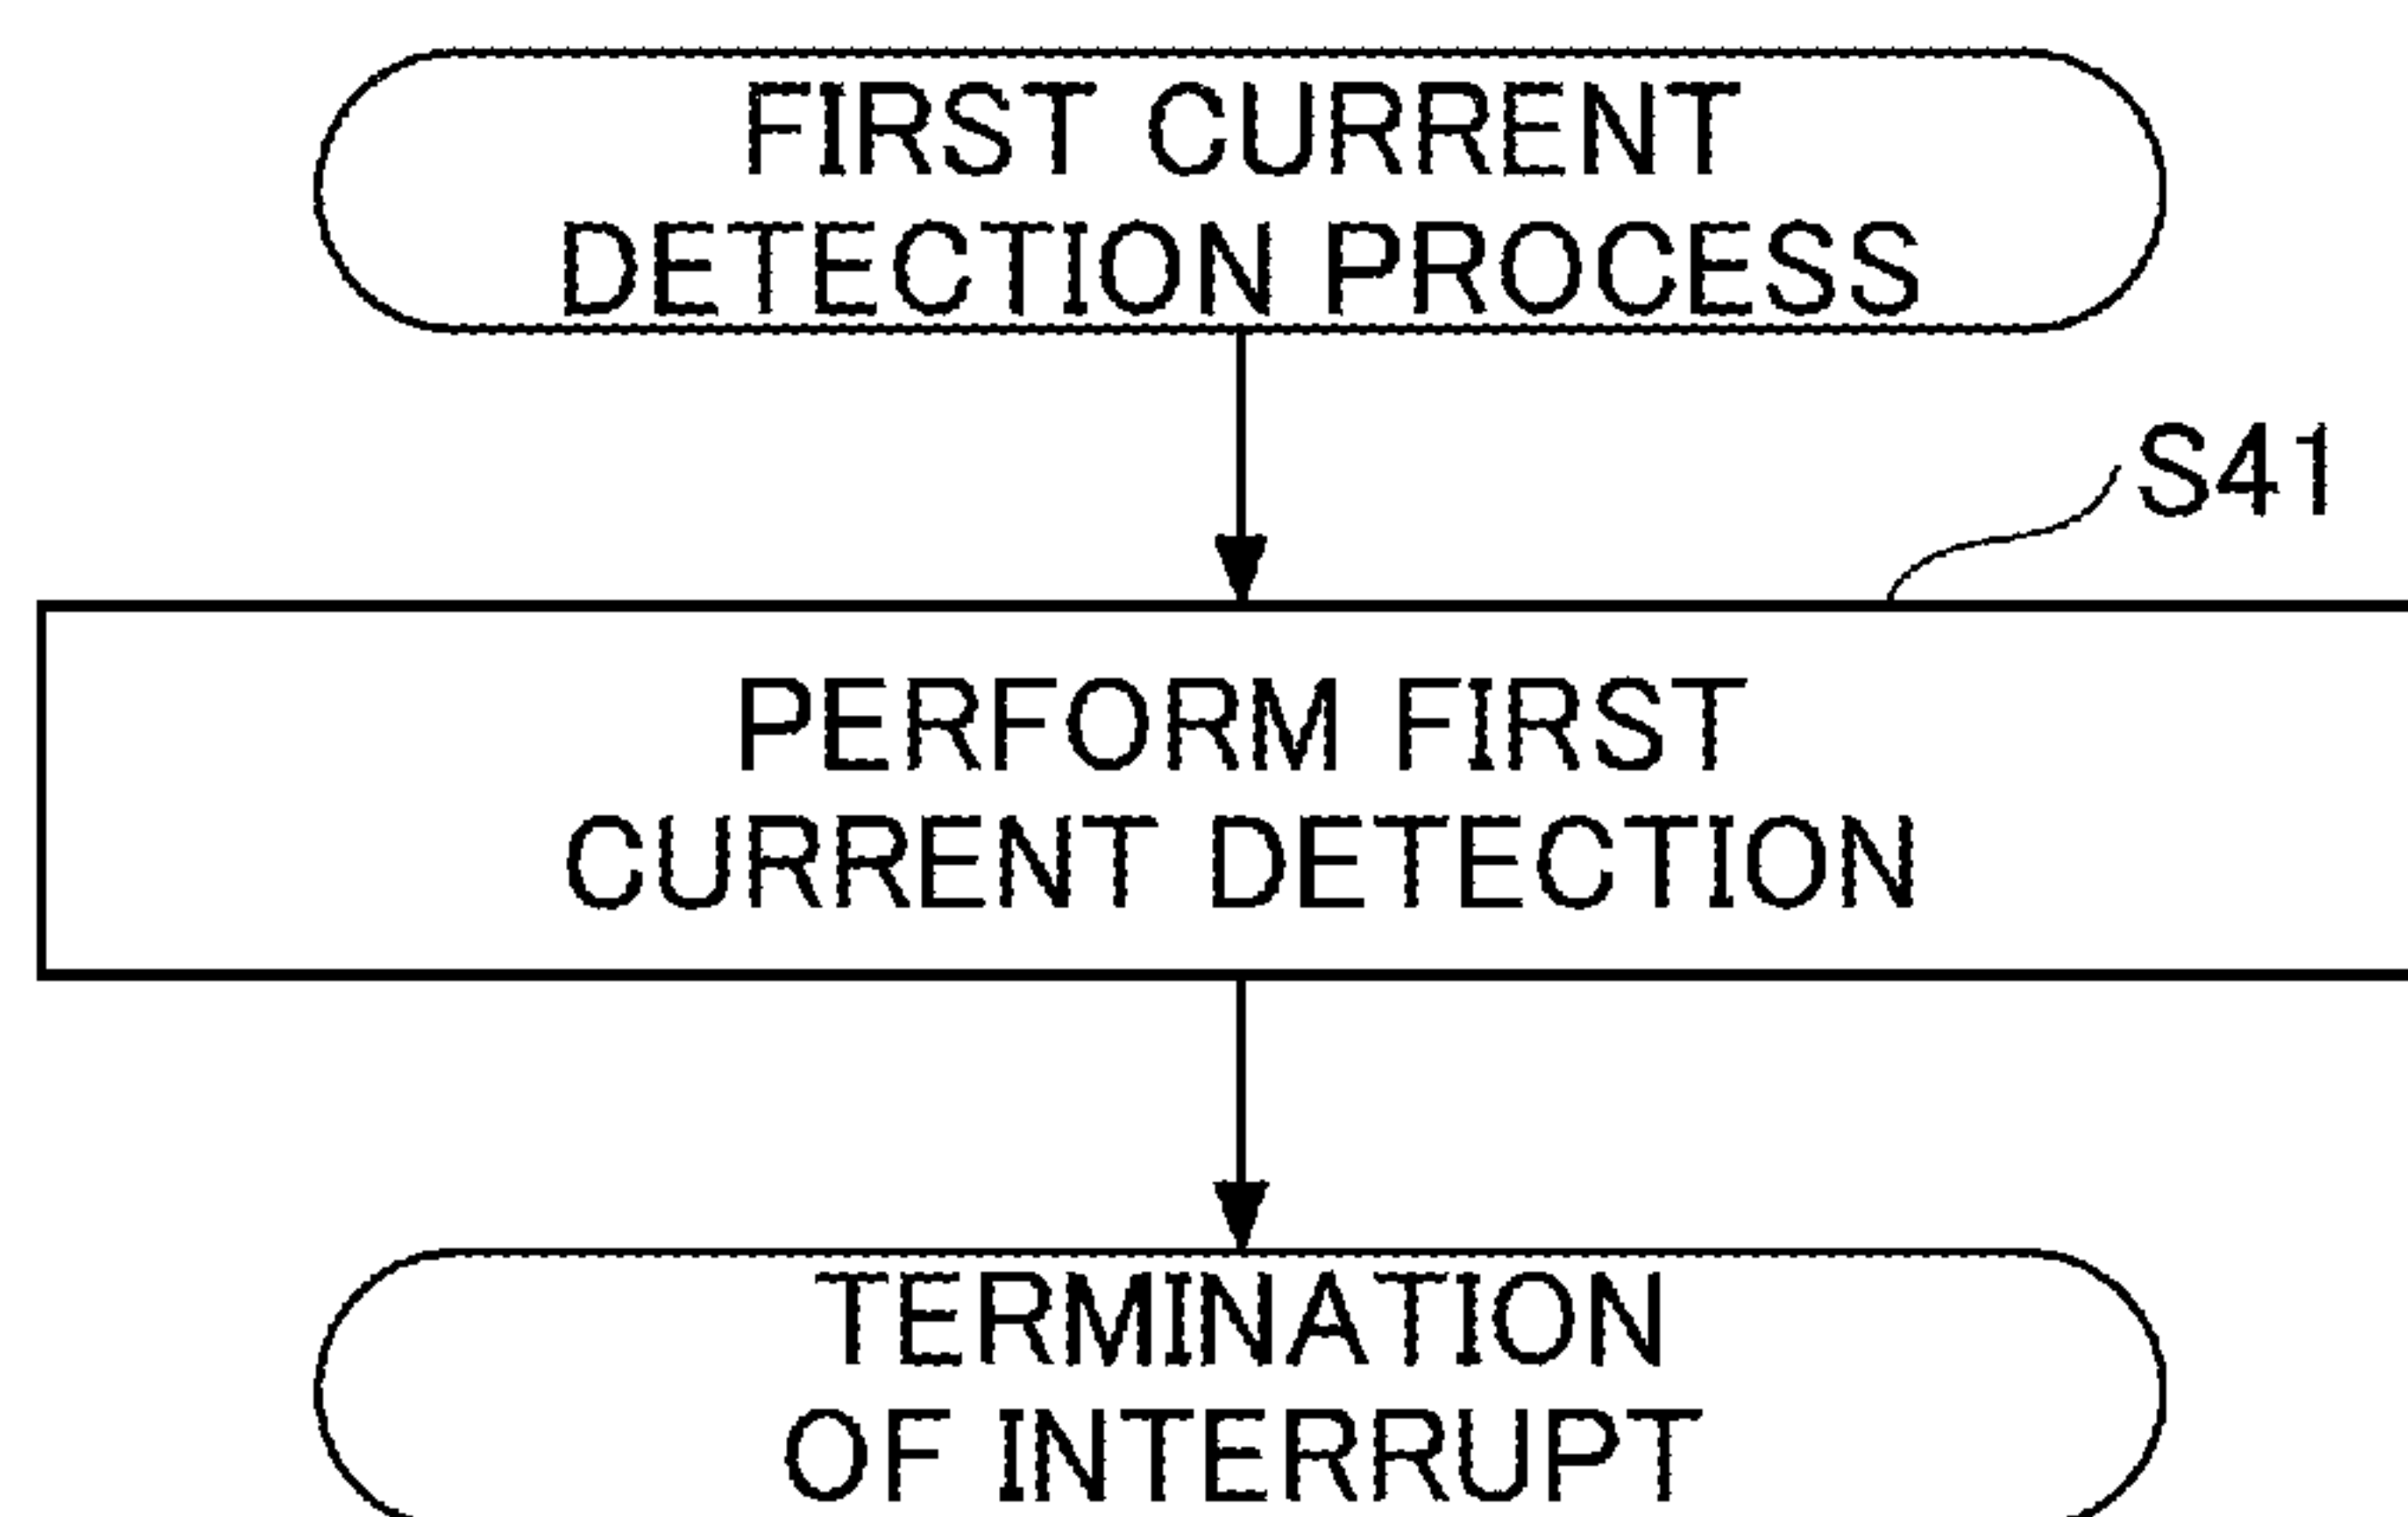 FIRST CURRENT
DETECTION PROCESS
S41
PERFORM FIRST
CURRENT DETECTION
TERMINATION
OF INTERRUPT